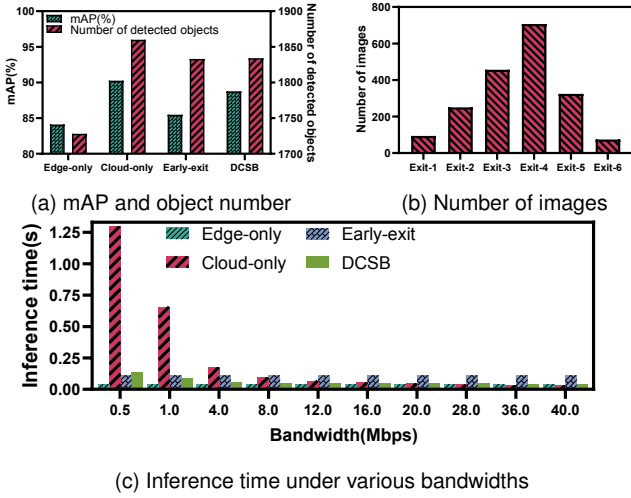 100 1900
mAP(%)
Number of detected objects
95 1850
90 1800
85 1750
80 1700
mAP(%)
Number of detected objects
Edge-only Cloud-only Early-exit DCSB
(a) mAP and object number
800
600
400
200
0
Number of images
Exit-1 Exit-2 Exit-3 Exit-4 Exit-5 Exit-6
(b) Number of images
1.25
1.00
0.75
0.50
0.25
0.00
Inference time(s)
Edge-only Early-exit
Cloud-only DCSB
0.5 1.0 4.0 8.0 12.0 16.0 20.0 28.0 36.0 40.0
Bandwidth(Mbps)
(c) Inference time under various bandwidths